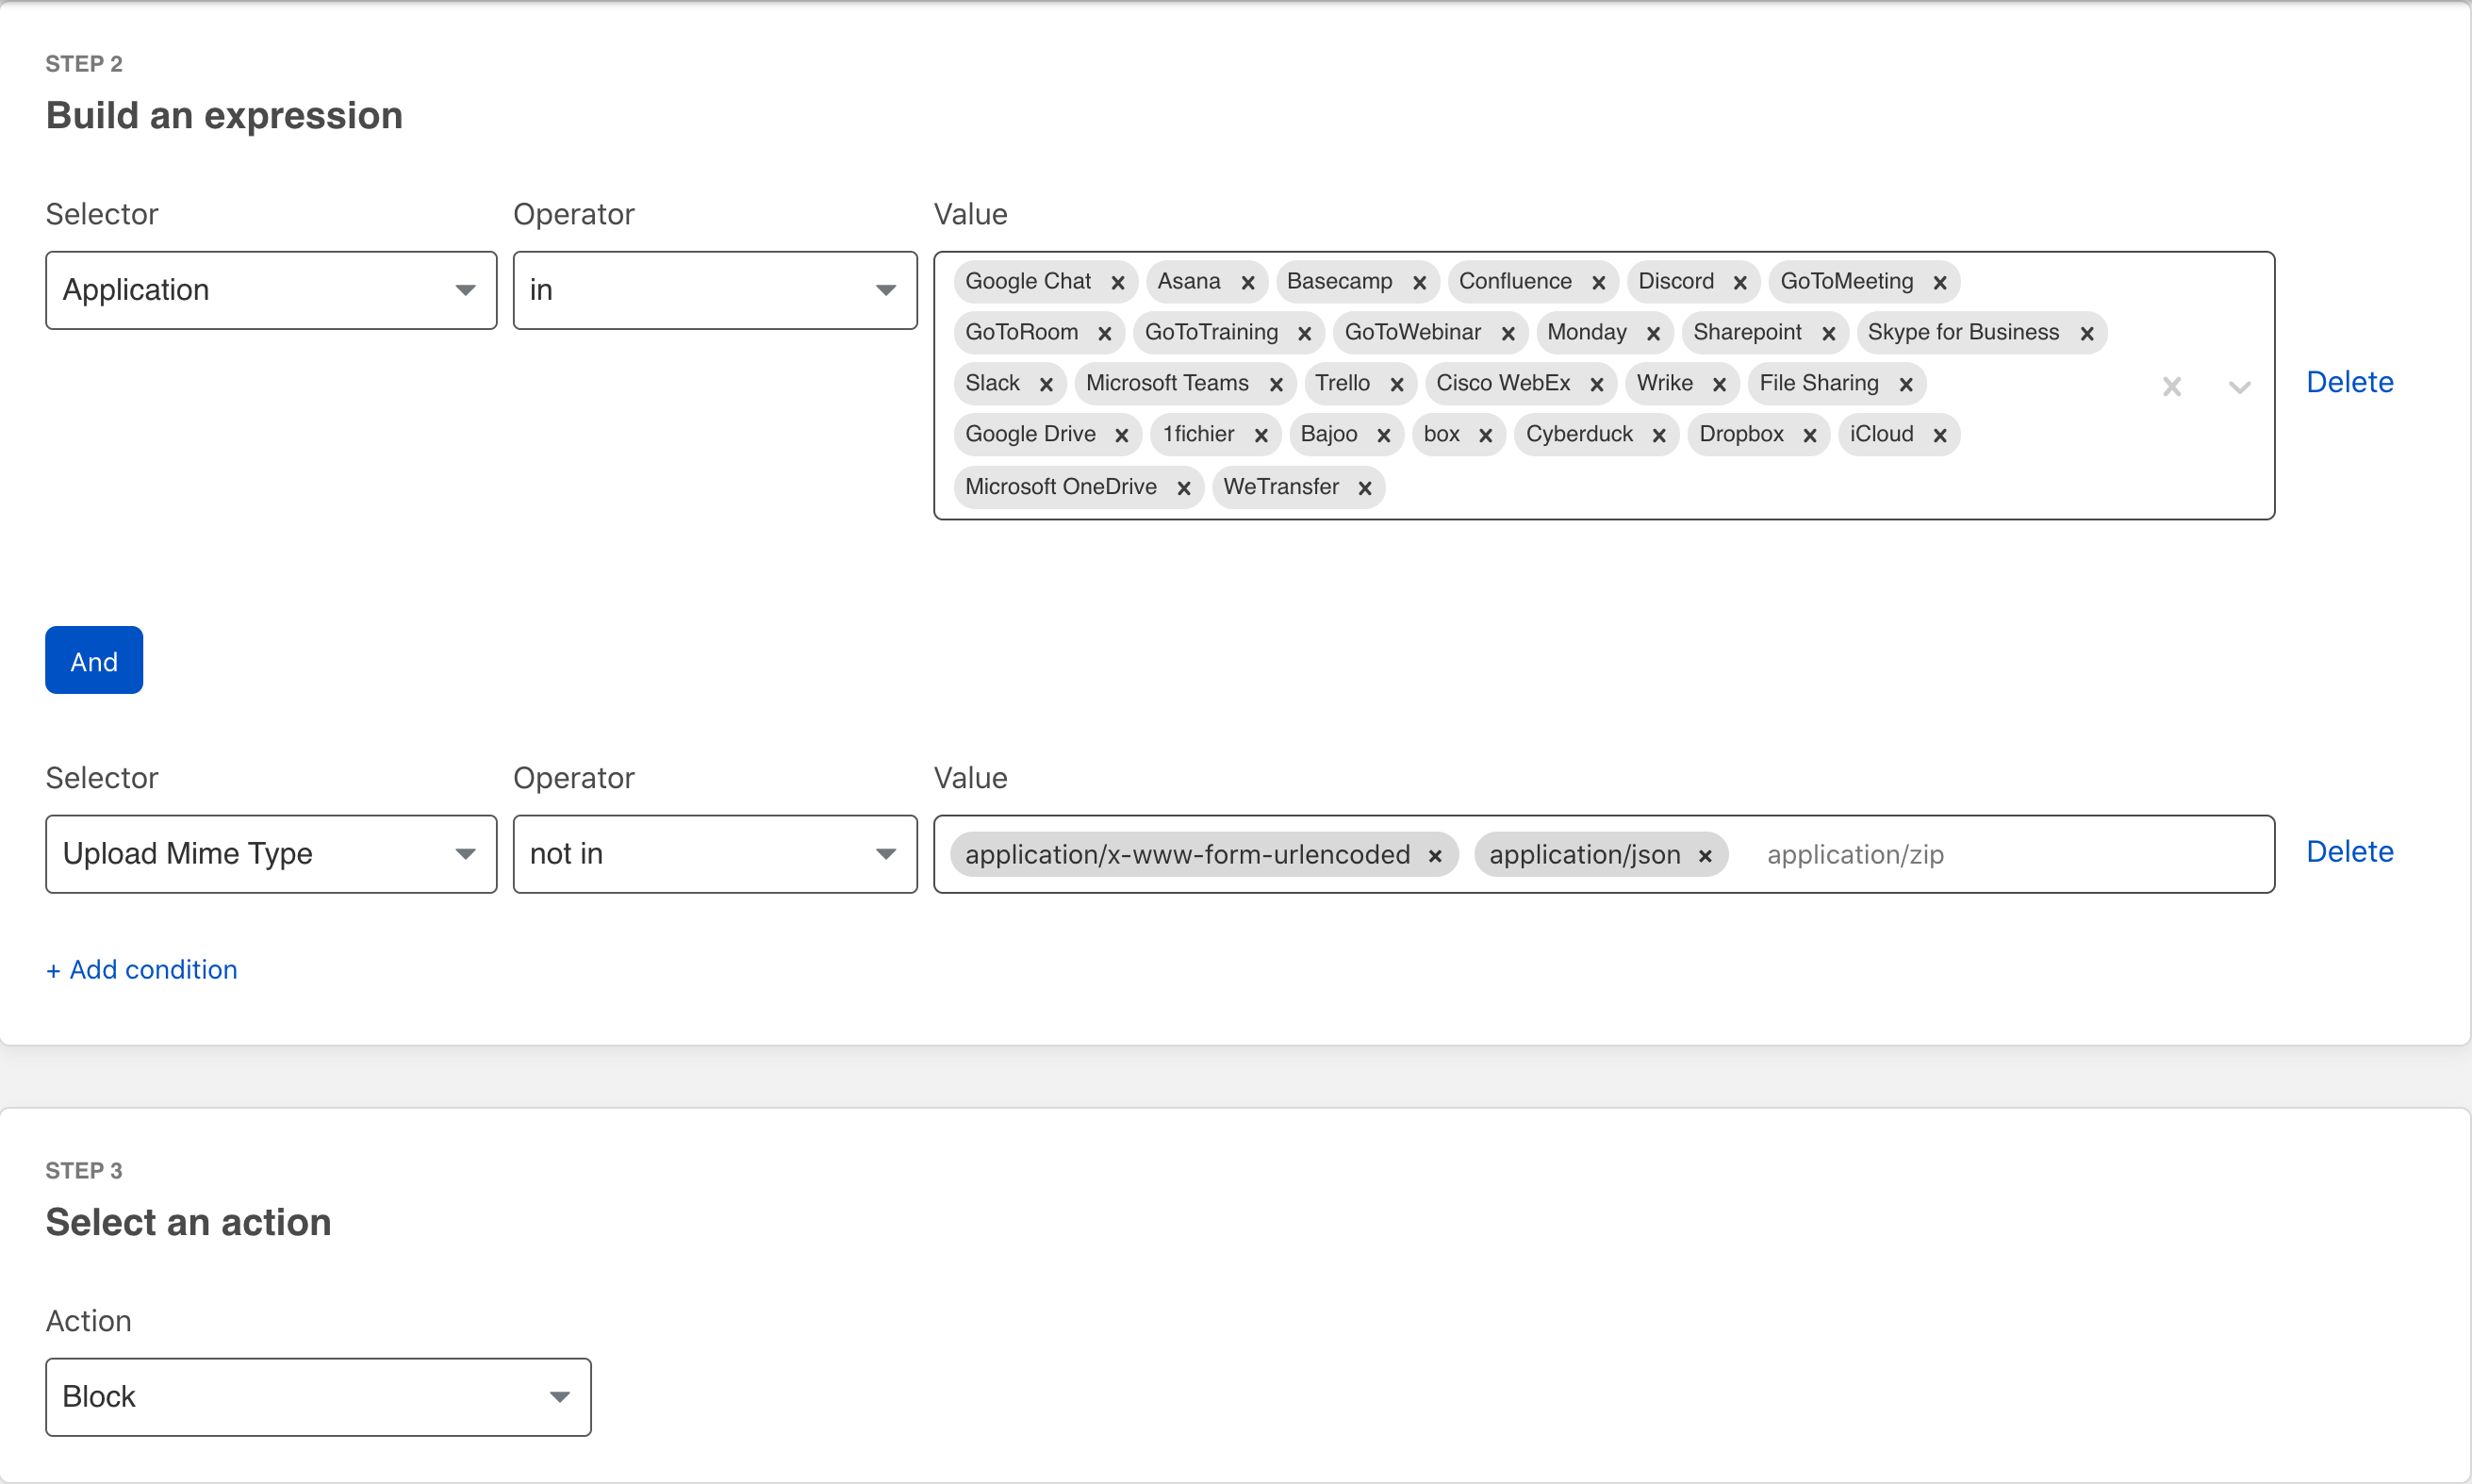 STEP 2
Build an expression
Selector Operator Value
Application in Google Chat × Asana × Basecamp × Confluence × Discord × GoToMeeting ×
GoToRoom × GoToTraining × GoToWebinar × Monday × Sharepoint × Skype for Business ×
Slack × Microsoft Teams × Trello × Cisco WebEx × Wrike × File Sharing × Delete
Google Drive × 1fichier × Bajoo × box × Cyberduck × Dropbox × iCloud ×
Microsoft OneDrive × WeTransfer ×
And
Selector Operator Value
Upload Mime Type not in application/x-www-form-urlencoded × application/json × application/zip Delete
+ Add condition
STEP 3
Select an action
Action
Block